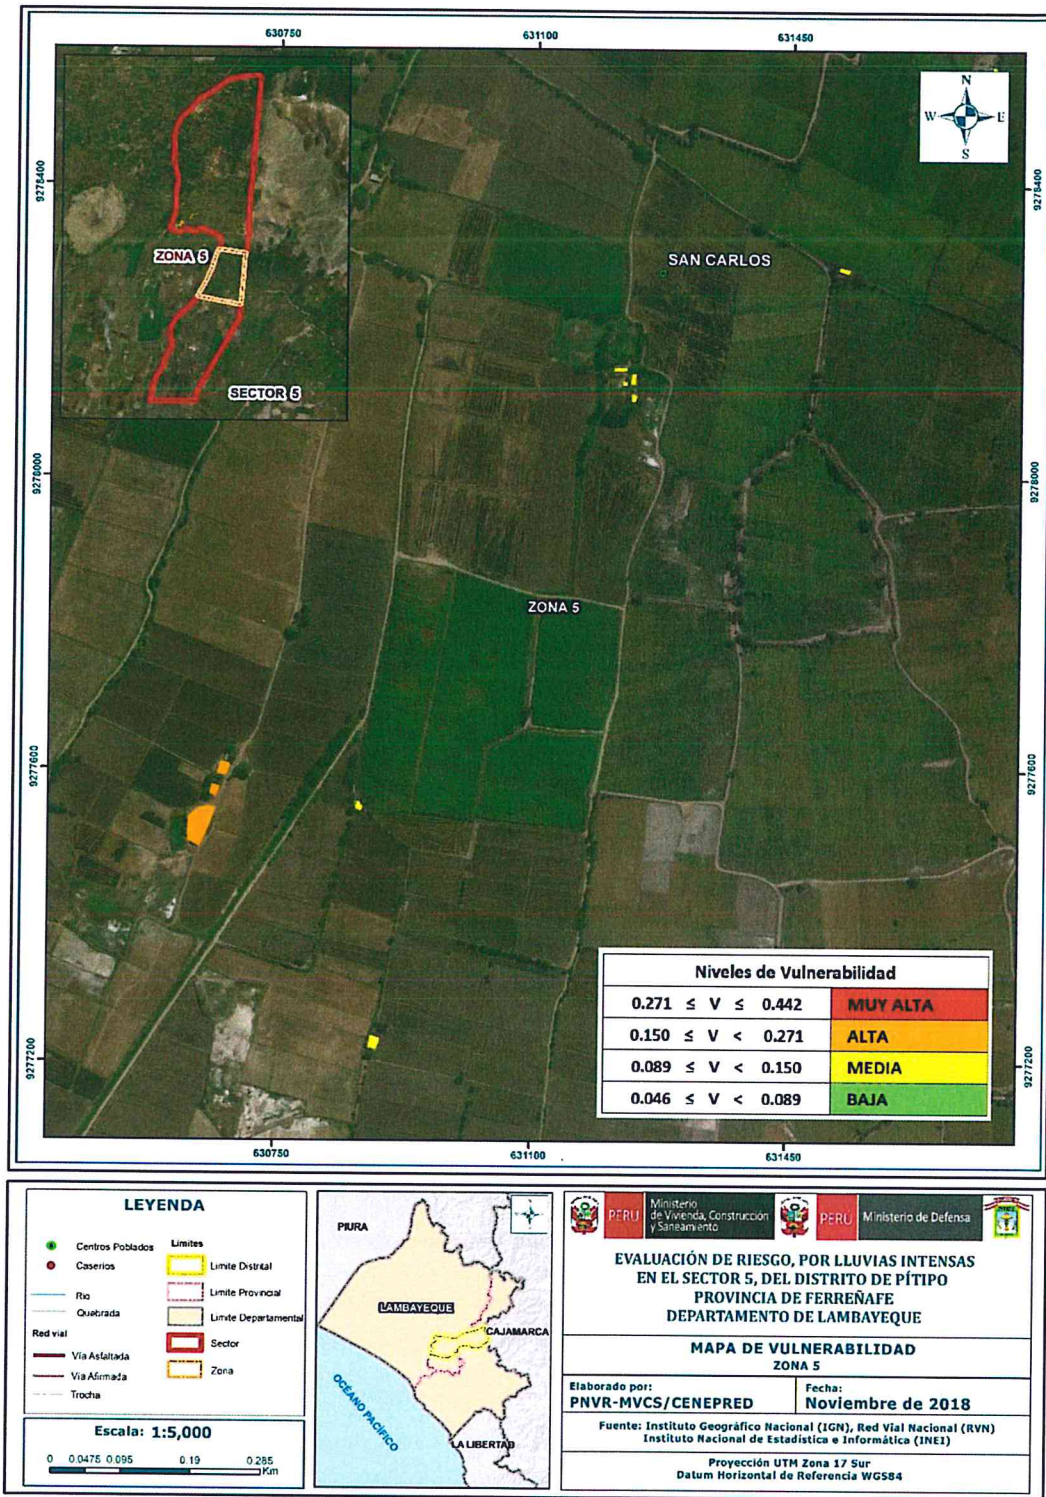 630750
631100
631450
9278400
9278400
N
W
E
S
ZONA 5
SAN CARLOS
SECTOR 5
9278000
9278000
ZONA 5
9277600
9277600
Niveles de Vulnerabilidad
0.271 ≤ V ≤ 0.442 MUY ALTA
0.150 ≤ V < 0.271 ALTA
0.089 ≤ V < 0.150 MEDIA
0.046 ≤ V < 0.089 BAJA
9277200
9277200
630750
631100
631450
LEYENDA
Centros Poblados
Caserios
Rio
Quebrada
Red vial
Vía Asfaltada
Vía Afirmada
Trocha
Limites
Limite Distrital
Limite Provincial
Limite Departamental
Sector
Zona
Escala: 1:5,000
0 0.0475 0.095 0.19 0.285
Km
PIURA
LAMBAYEQUE
CAJAMARCA
OCÉANO PACÍFICO
LA LIBERTAD
PERÚ
Ministerio
de Vivienda, Construcción
y Saneamiento
PERÚ
Ministerio de Defensa
EVALUACIÓN DE RIESGO, POR LLUVIAS INTENSAS
EN EL SECTOR 5, DEL DISTRITO DE PÍTIPO
PROVINCIA DE FERREÑAFE
DEPARTAMENTO DE LAMBAYEQUE
MAPA DE VULNERABILIDAD
ZONA 5
Elaborado por:
PNVR-MVCS/CENEPRED
Fecha:
Noviembre de 2018
Fuente: Instituto Geográfico Nacional (IGN), Red Vial Nacional (RVN)
Instituto Nacional de Estadística e Informática (INEI)
Proyección UTM Zona 17 Sur
Datum Horizontal de Referencia WGS84